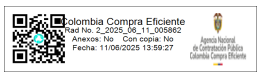 Colombia Compra Eficiente
Rad No. 2_2025_06_11_005862
Anexos: No Con copia: No
Fecha: 11/06/2025 13:59:27
Agencia Nacional
de Contratación Pública
Colombia Compra Eficiente